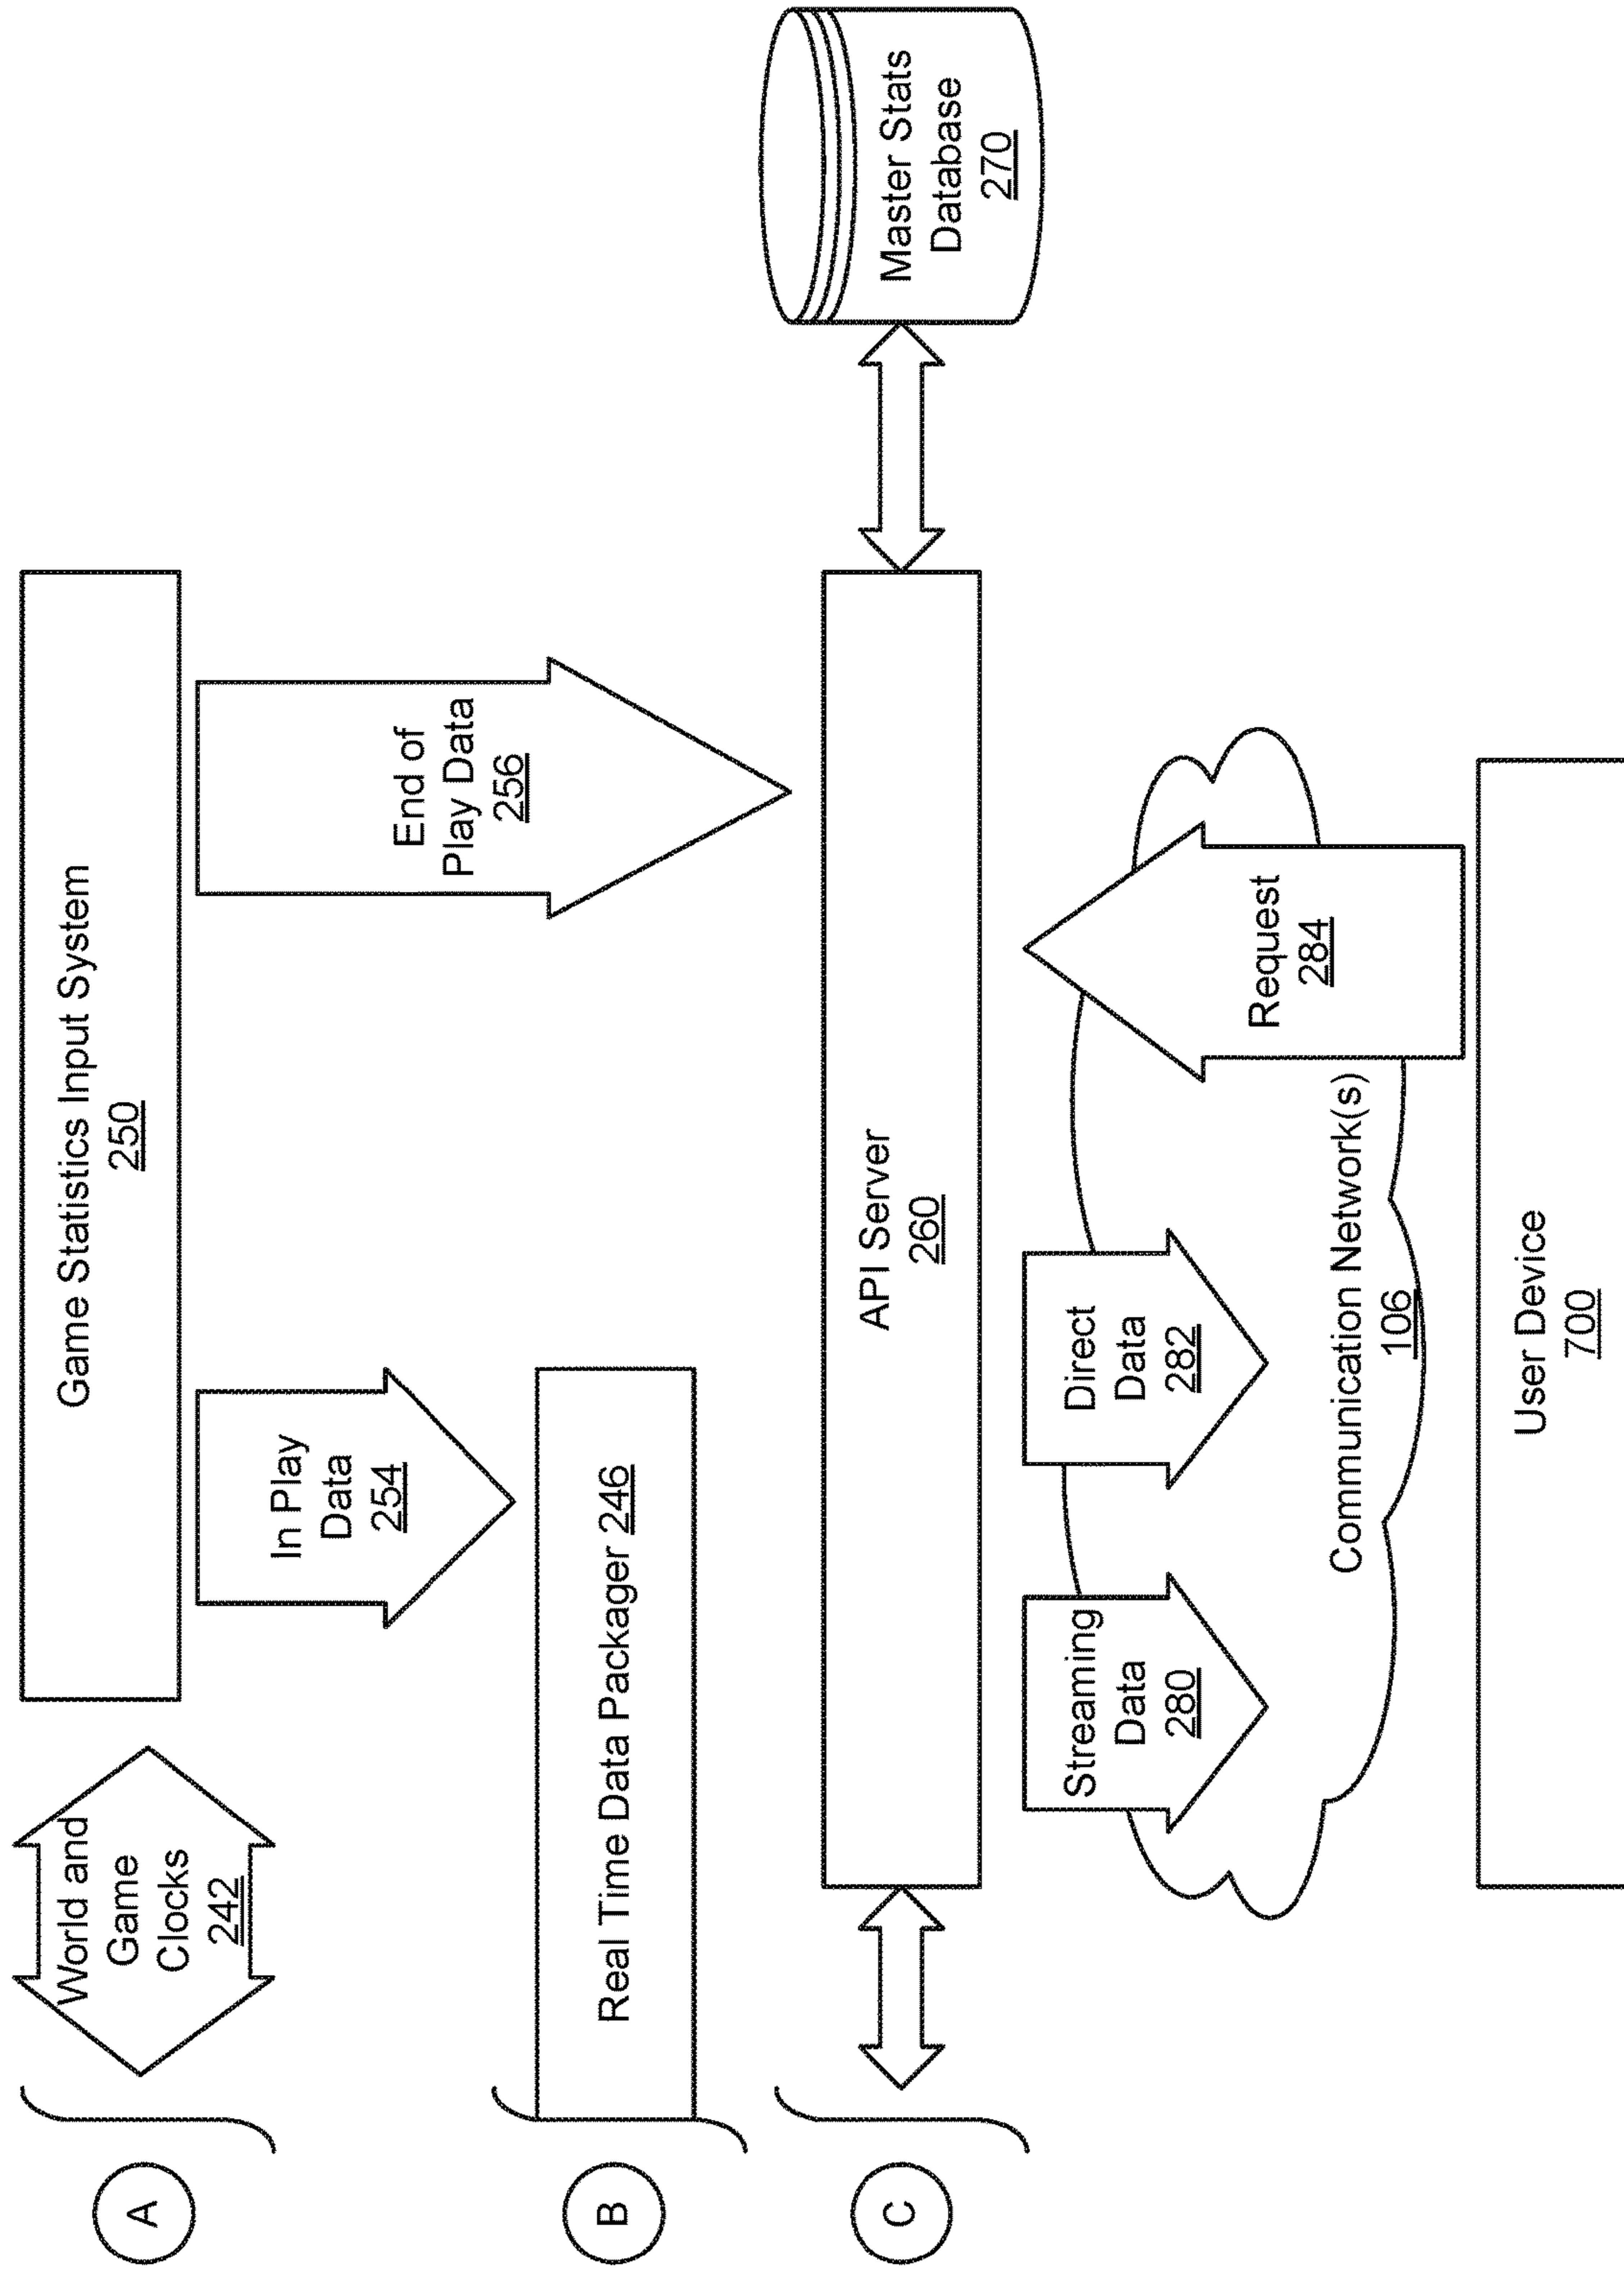 A
World and
Game
Clocks
242
Game Statistics Input System
250
In Play
Data
254
End of
Play Data
256
B
Real Time Data Packager 246
C
API Server
260
Master Stats
Database
270
Streaming
Data
280
Direct
Data
282
Request
284
Communication Network(s)
106
User Device
700